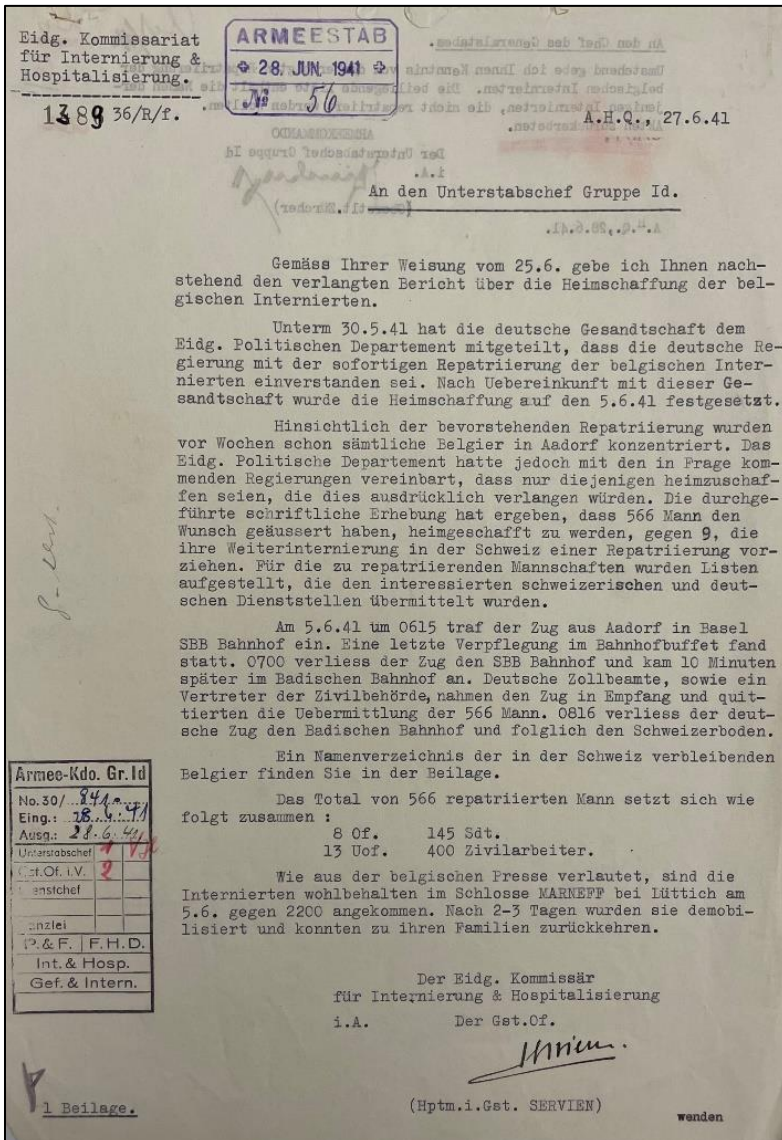 Eidg. Kommissariat
für Internierung &
Hospitalisierung.
36/R/f.
ARMEESTAB
28. JUN. 1941
No 56
A.H.Q., 27.6.41
An den Unterstabschef Gruppe Id.
Gemäss Ihrer Weisung vom 25.6. gebe ich Ihnen nach-
stehend den verlangten Bericht über die Heimschaffung der bel-
gischen Internierten.
Unterm 30.5.41 hat die deutsche Gesandtschaft dem
Eidg. Politischen Departement mitgeteilt, dass die deutsche Re-
gierung mit der sofortigen Repatriierung der belgischen Inter-
nierten einverstanden sei. Nach Uebereinkunft mit dieser Ge-
sandtschaft wurde die Heimschaffung auf den 5.6.41 festgesetzt.
Hinsichtlich der bevorstehenden Repatriierung wurden
vor Wochen schon sämtliche Belgier in Aadorf konzentriert. Das
Eidg. Politische Departement hatte jedoch mit den in Frage kom-
menden Regierungen vereinbart, dass nur diejenigen heimzuschaf-
fen seien, die dies ausdrücklich verlangen würden. Die durchge-
führte schriftliche Erhebung hat ergeben, dass 566 Mann den
Wunsch geäussert haben, heimgeschafft zu werden, gegen 9, die
ihre Weiterinternierung in der Schweiz einer Repatriierung vor-
ziehen. Für die zu repatriierenden Mannschaften wurden Listen
aufgestellt, die den interessierten schweizerischen und deut-
schen Dienststellen übermittelt wurden.
Am 5.6.41 um 0615 traf der Zug aus Aadorf in Basel
SBB Bahnhof ein. Eine letzte Verpflegung im Bahnhofbuffet fand
statt. 0700 verliess der Zug den SBB Bahnhof und kam 10 Minuten
später im Badischen Bahnhof an. Deutsche Zollbeamte, sowie ein
Vertreter der Zivilbehörde, nahmen den Zug in Empfang und quit-
tierten die Uebermittlung der 566 Mann. 0816 verliess der deut-
sche Zug den Badischen Bahnhof und folglich den Schweizerboden.
Ein Namenverzeichnis der in der Schweiz verbleibenden
Belgier finden Sie in der Beilage.
Das Total von 566 repatriierten Mann setzt sich wie
folgt zusammen :
8 Of. 145 Sdt.
13 Uof. 400 Zivilarbeiter.
Wie aus der belgischen Presse verlautet, sind die
Internierten wohlbehalten im Schlosse MARNEFF bei Lüttich am
5.6. gegen 2200 angekommen. Nach 2-3 Tagen wurden sie demobi-
lisiert und konnten zu ihren Familien zurückkehren.
Der Eidg. Kommissär
für Internierung & Hospitalisierung
i.A. Der Gst.Of.
(Hptm.i.Gst. SERVIEN)
wenden
Armee-Kdo. Gr. Id
No. 30/
Eing.: 28.6.41
Ausg.: 28.6.41
Unterstabschef 1
Of. i.V. 2
P. & F. F. H. D.
Int. & Hosp.
Gef. & Intern.
1 Beilage.